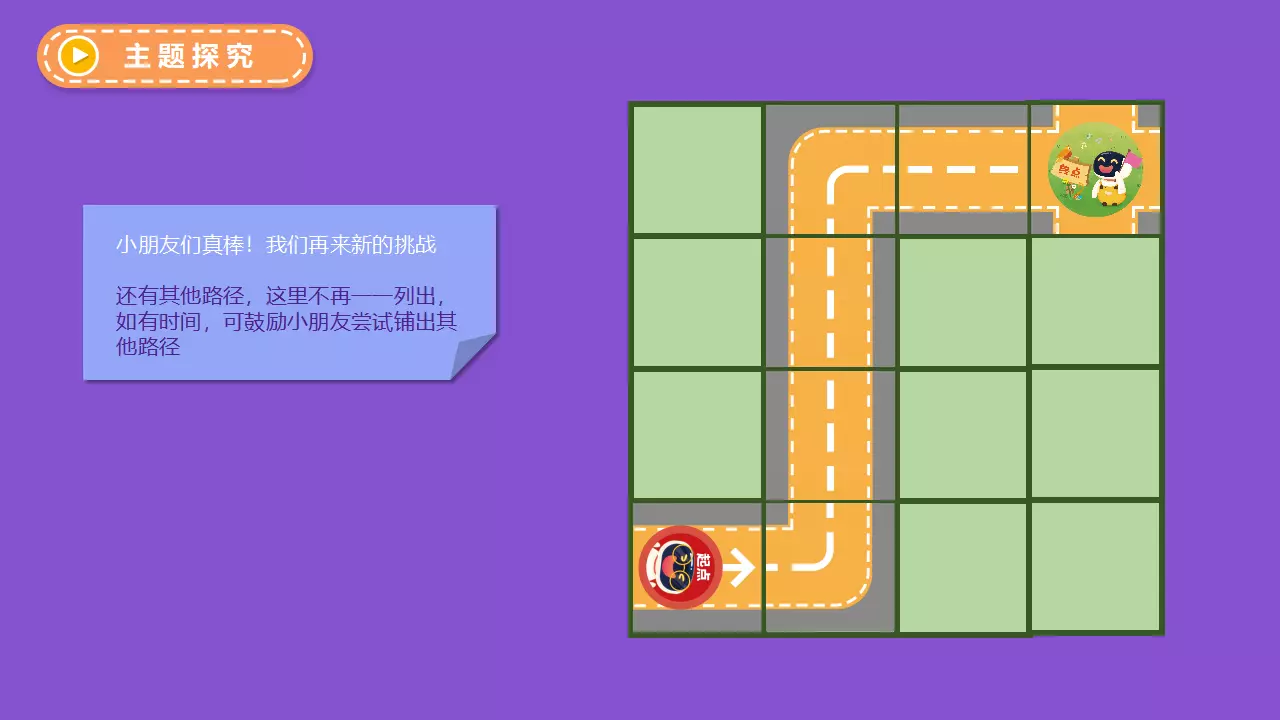 主题探究
小朋友们真棒！我们再来新的挑战
还有其他路径，这里不再一一列出，
如有时间，可鼓励小朋友尝试铺出其
他路径
终点
起点